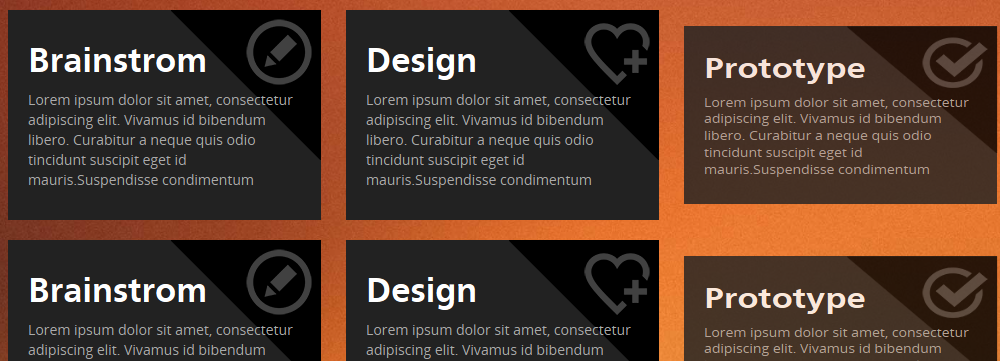 Brainstrom
Lorem ipsum dolor sit amet, consectetur
adipiscing elit. Vivamus id bibendum
libero. Curabitur a neque quis odio
tincidunt suscipit eget id
mauris.Suspendisse condimentum
Design
Lorem ipsum dolor sit amet, consectetur
adipiscing elit. Vivamus id bibendum
libero. Curabitur a neque quis odio
tincidunt suscipit eget id
mauris.Suspendisse condimentum
Prototype
Lorem ipsum dolor sit amet, consectetur
adipiscing elit. Vivamus id bibendum
libero. Curabitur a neque quis odio
tincidunt suscipit eget id
mauris.Suspendisse condimentum
Brainstrom
Lorem ipsum dolor sit amet, consectetur
adipiscing elit. Vivamus id bibendum
Design
Lorem ipsum dolor sit amet, consectetur
adipiscing elit. Vivamus id bibendum
Prototype
Lorem ipsum dolor sit amet, consectetur
adipiscing elit. Vivamus id bibendum